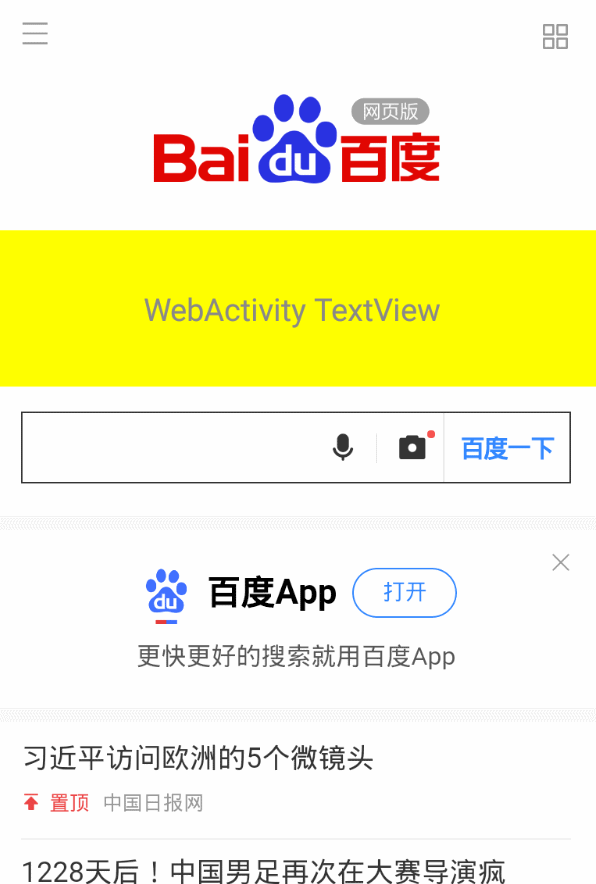 网页版
Bai du 百度
WebActivity TextView
百度一下
du 百度App 打开
更快更好的搜索就用百度App
习近平访问欧洲的5个微镜头
置顶 中国日报网
1228天后！中国男足再次在大赛导演疯